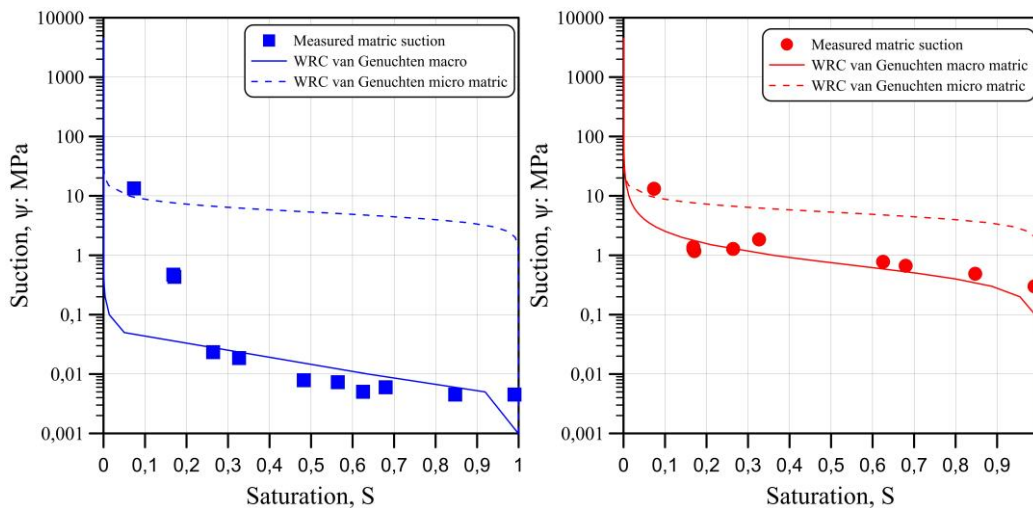 10000
1000
100
10
1
0,1
0,01
0,001
Suction, ψ: MPa
Measured matric suction
WRC van Genuchten macro
WRC van Genuchten micro matric
0 0,1 0,2 0,3 0,4 0,5 0,6 0,7 0,8 0,9 1
Saturation, S
10000
1000
100
10
1
0,1
0,01
0,001
Suction, ψ: MPa
Measured matric suction
WRC van Genuchten macro matric
WRC van Genuchten micro matric
0 0,1 0,2 0,3 0,4 0,5 0,6 0,7 0,8 0,9
Saturation, S